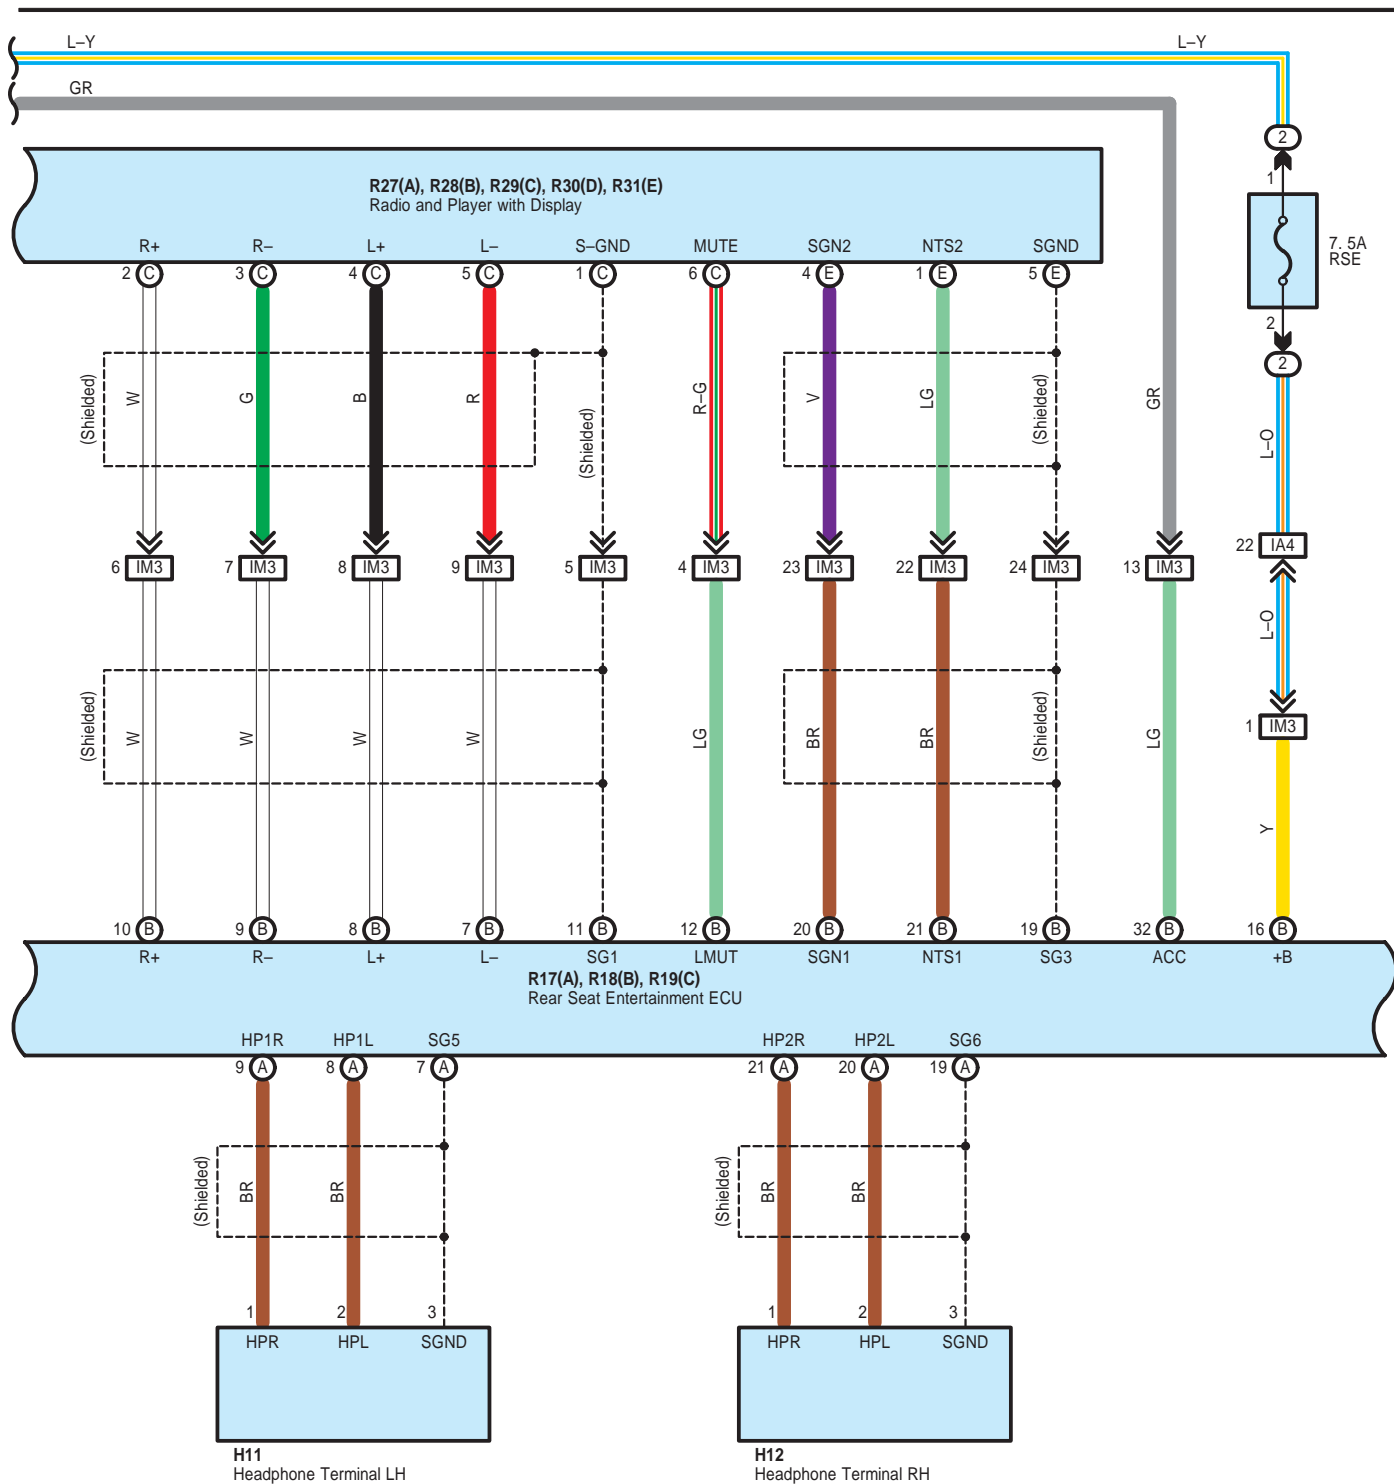 L–Y L–Y
GR
2
1
R27(A), R28(B), R29(C), R30(D), R31(E)
Radio and Player with Display
7. 5A
RSE
R+ R– L+ L– S–GND MUTE SGN2 NTS2 SGND
2 C 3 C 4 C 5 C 1 C 6 C 4 E 1 E 5 E
2
2
(Shielded) W G B R (Shielded) R–G V LG (Shielded) GR L–O
22 IA4
6 IM3 7 IM3 8 IM3 9 IM3 5 IM3 4 IM3 23 IM3 22 IM3 24 IM3 13 IM3
L–O
(Shielded) W W W W LG BR BR (Shielded) LG
1 IM3
Y
10 B 9 B 8 B 7 B 11 B 12 B 20 B 21 B 19 B 32 B 16 B
R+ R– L+ L– SG1 LMUT SGN1 NTS1 SG3 ACC +B
R17(A), R18(B), R19(C)
Rear Seat Entertainment ECU
HP1R HP1L SG5 HP2R HP2L SG6
9 A 8 A 7 A 21 A 20 A 19 A
(Shielded) BR BR (Shielded) BR BR
1 2 3 1 2 3
HPR HPL SGND HPR HPL SGND
H11 H12
Headphone Terminal LH Headphone Terminal RH